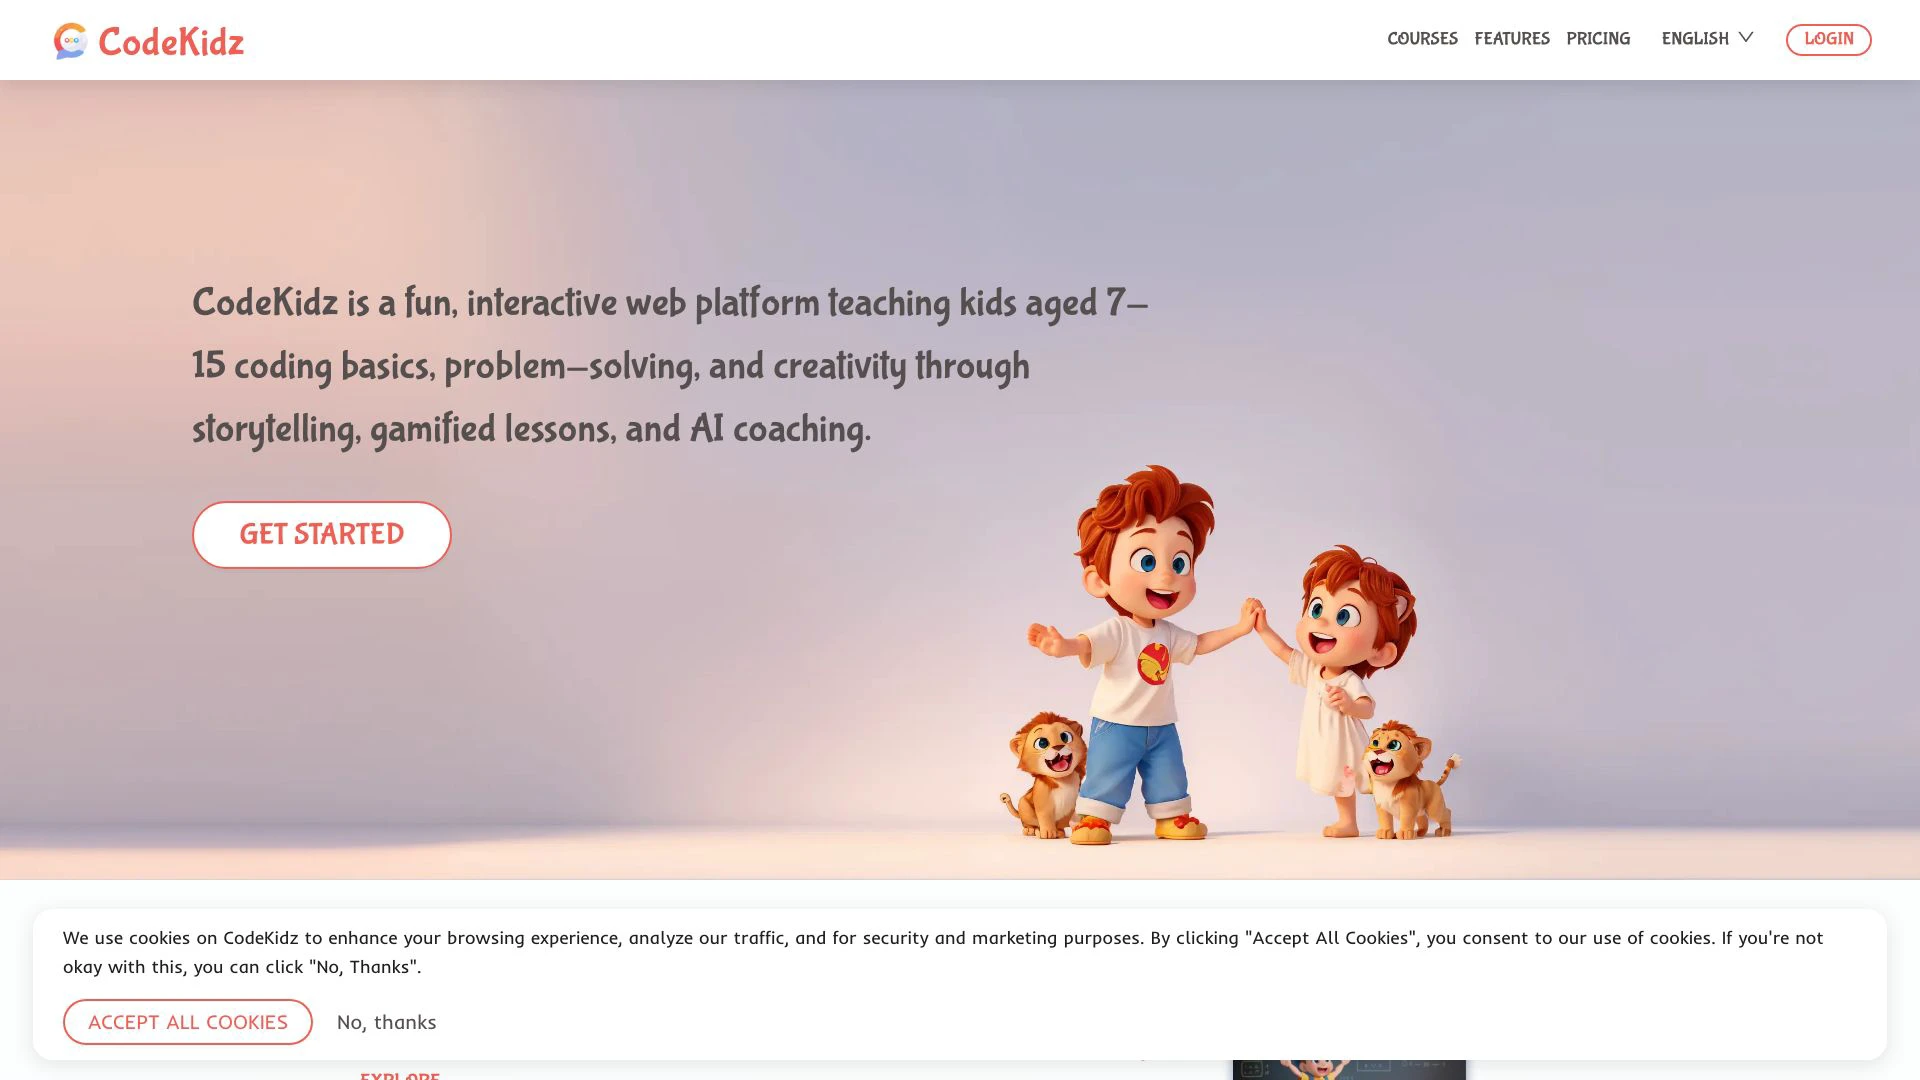 CodeKidz
COURSES FEATURES PRICING ENGLISH LOGIN
CodeKidz is a fun, interactive web platform teaching kids aged 7–
15 coding basics, problem-solving, and creativity through
storytelling, gamified lessons, and AI coaching.
GET STARTED
We use cookies on CodeKidz to enhance your browsing experience, analyze our traffic, and for security and marketing purposes. By clicking "Accept All Cookies", you consent to our use of cookies. If you're not
okay with this, you can click "No, Thanks".
ACCEPT ALL COOKIES No, thanks
EXPLORE